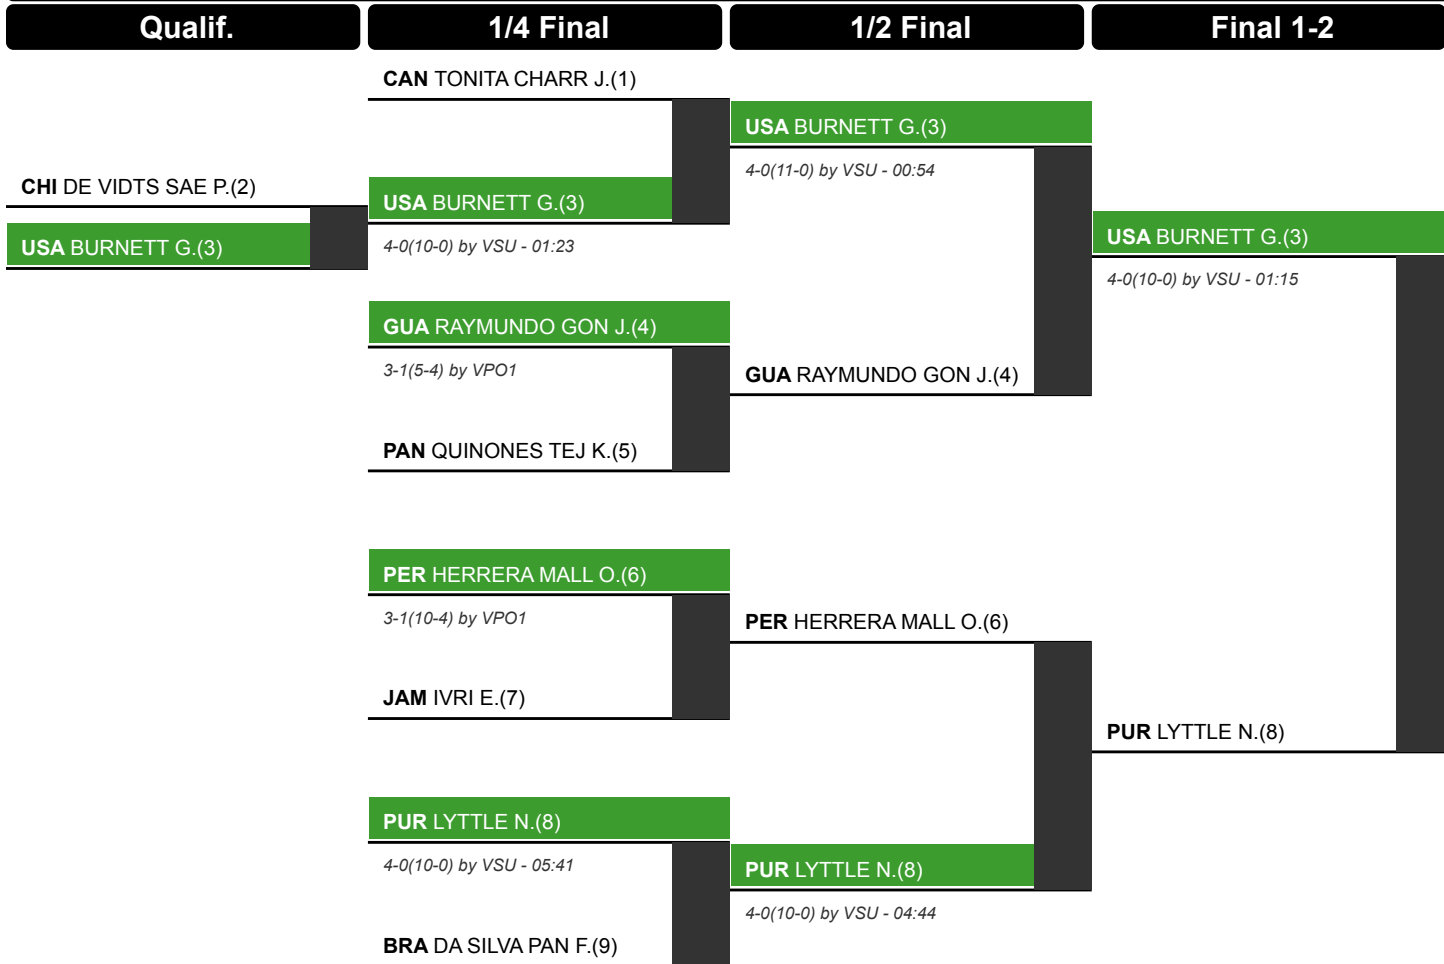 Qualif.
1/4 Final
1/2 Final
Final 1-2
CHI DE VIDTS SAE P.(2)
USA BURNETT G.(3)
CAN TONITA CHARR J.(1)
USA BURNETT G.(3)
4-0(10-0) by VSU - 01:23
GUA RAYMUNDO GON J.(4)
3-1(5-4) by VPO1
PAN QUINONES TEJ K.(5)
PER HERRERA MALL O.(6)
3-1(10-4) by VPO1
JAM IVRI E.(7)
PUR LYTTLE N.(8)
4-0(10-0) by VSU - 05:41
BRA DA SILVA PAN F.(9)
USA BURNETT G.(3)
4-0(11-0) by VSU - 00:54
GUA RAYMUNDO GON J.(4)
PER HERRERA MALL O.(6)
PUR LYTTLE N.(8)
4-0(10-0) by VSU - 04:44
USA BURNETT G.(3)
4-0(10-0) by VSU - 01:15
PUR LYTTLE N.(8)